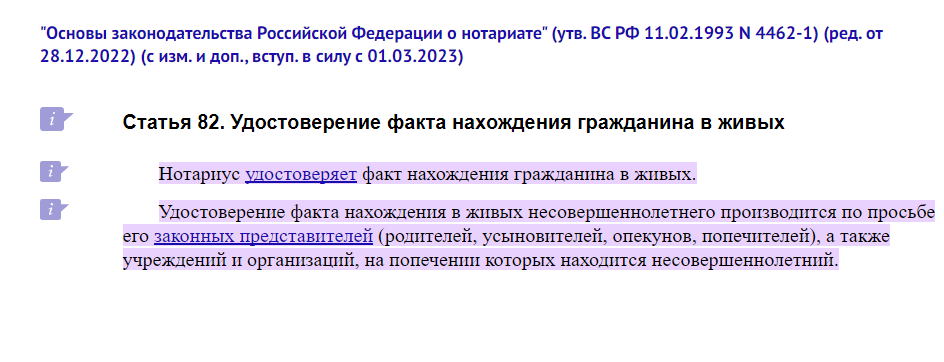 "Основы законодательства Российской Федерации о нотариате" (утв. ВС РФ 11.02.1993 N 4462-1) (ред. от
28.12.2022) (с изм. и доп., вступ. в силу с 01.03.2023)
i
Статья 82. Удостоверение факта нахождения гражданина в живых
i
Нотариус удостоверяет факт нахождения гражданина в живых.
i
Удостоверение факта нахождения в живых несовершеннолетнего производится по просьбе
его законных представителей (родителей, усыновителей, опекунов, попечителей), а также
учреждений и организаций, на попечении которых находится несовершеннолетний.